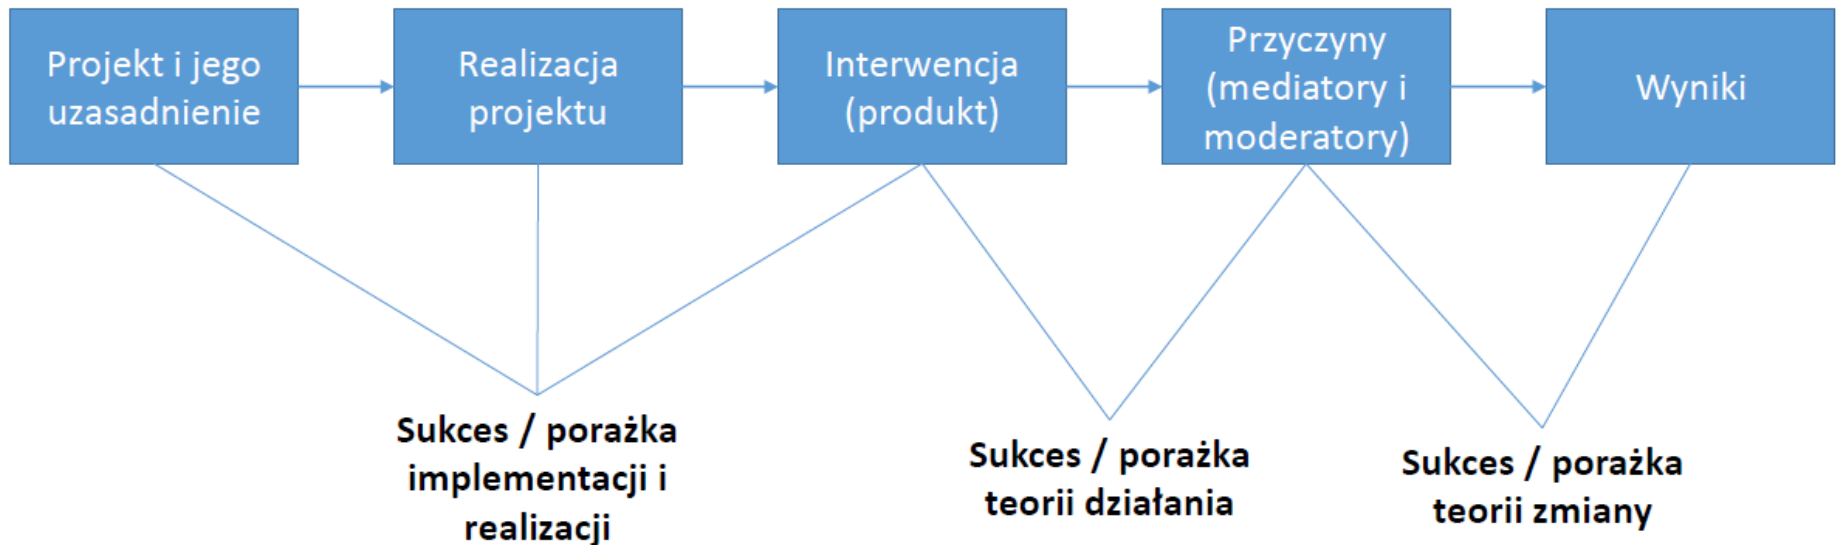 Projekt i jego
uzasadnienie
Realizacja
projektu
Interwencja
(produkt)
Przyczyny
(mediatory i
moderatory)
Wyniki
Sukces / porażka
implementacji i
realizacji
Sukces / porażka
teorii działania
Sukces / porażka
teorii zmiany